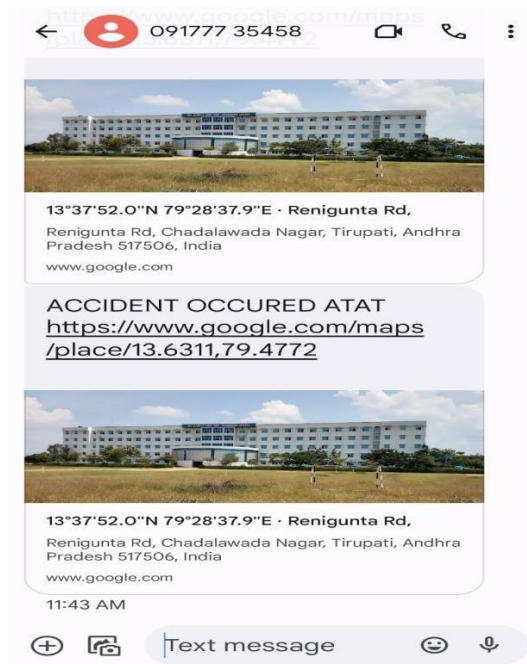 091777 35458
13°37'52.0"N 79°28'37.9"E · Renigunta Rd,
Renigunta Rd, Chadalawada Nagar, Tirupati, Andhra
Pradesh 517506, India
www.google.com
ACCIDENT OCCURED ATAT
https://www.google.com/maps
/place/13.6311,79.4772
13°37'52.0"N 79°28'37.9"E · Renigunta Rd,
Renigunta Rd, Chadalawada Nagar, Tirupati, Andhra
Pradesh 517506, India
www.google.com
11:43 AM
Text message